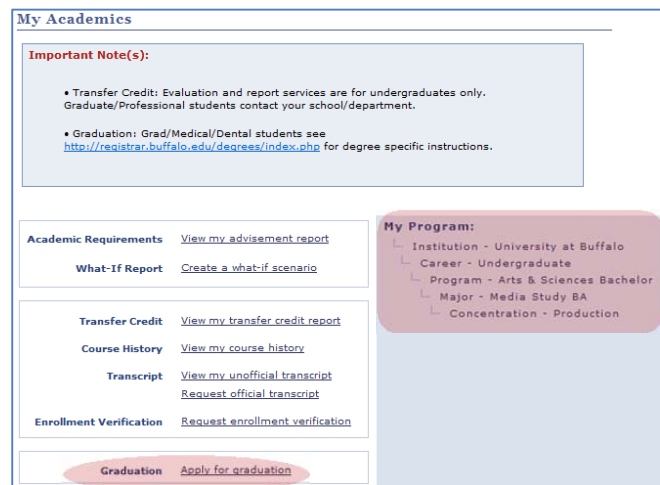 My Academics
Important Note(s):
• Transfer Credit: Evaluation and report services are for undergraduates only.
Graduate/Professional students contact your school/department.
• Graduation: Grad/Medical/Dental students see
http://registrar.buffalo.edu/degrees/index.php for degree specific instructions.
Academic Requirements View my advisement report
What-If Report Create a what-if scenario
Transfer Credit View my transfer credit report
Course History View my course history
Transcript View my unofficial transcript
Request official transcript
Enrollment Verification Request enrollment verification
Graduation Apply for graduation
My Program:
Institution - University at Buffalo
Career - Undergraduate
Program - Arts & Sciences Bachelor
Major - Media Study BA
Concentration - Production